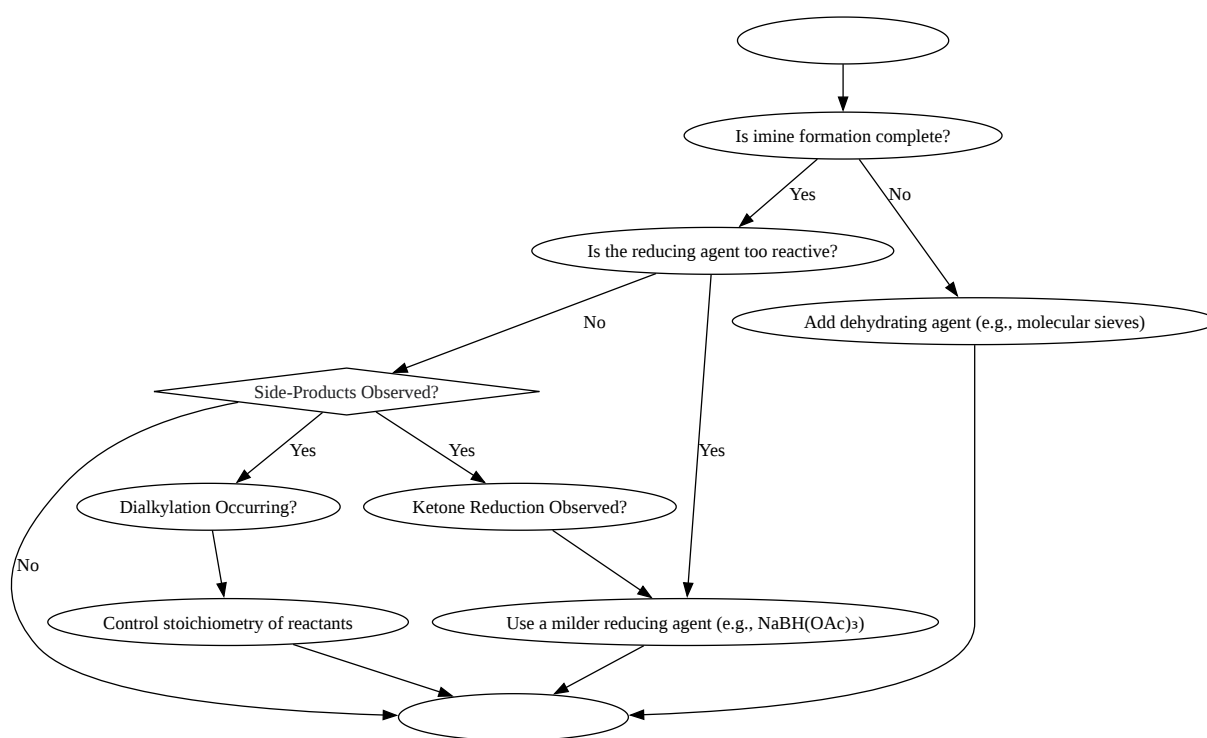 Is imine formation complete?
Yes
No
Is the reducing agent too reactive?
No
Add dehydrating agent (e.g., molecular sieves)
Side-Products Observed?
Yes
Yes
Yes
Dialkylation Occurring?
Ketone Reduction Observed?
No
Control stoichiometry of reactants
Use a milder reducing agent (e.g., NaBH(OAc)₃)